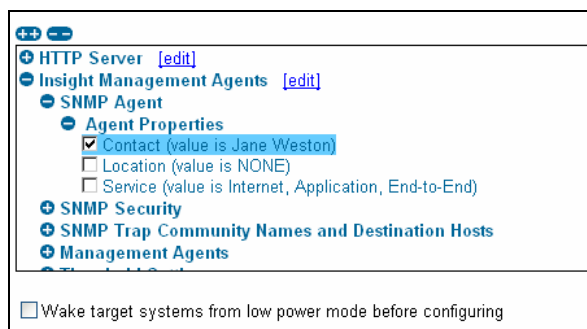 HTTP Server [edit]
Insight Management Agents [edit]
SNMP Agent
Agent Properties
Contact (value is Jane Weston)
Location (value is NONE)
Service (value is Internet, Application, End-to-End)
SNMP Security
SNMP Trap Community Names and Destination Hosts
Management Agents
Wake target systems from low power mode before configuring